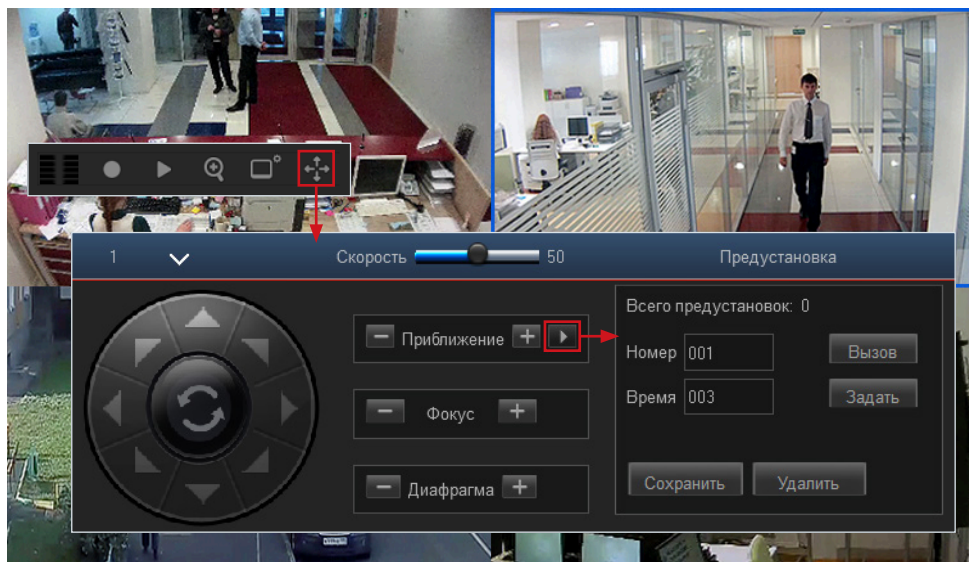 1 Скорость 50 Предустановка
Всего предустановок: 0
Приближение
Номер 001 Вызов
Время 003 Задать
Фокус
Диафрагма
Сохранить Удалить